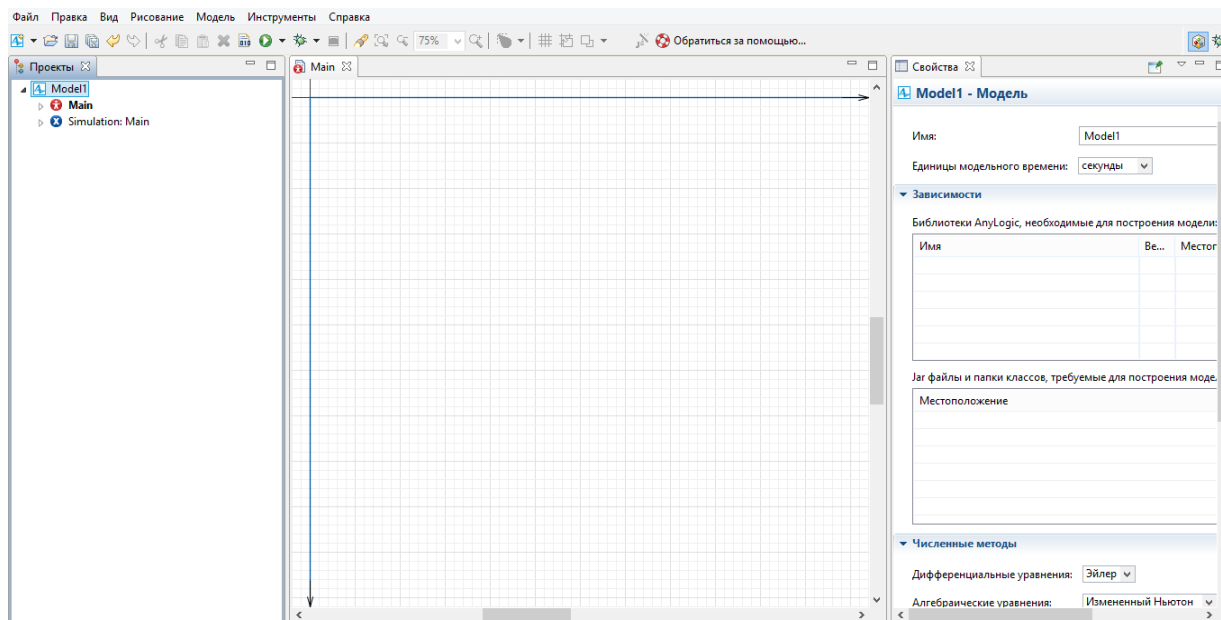 Файл Правка Вид Рисование Модель Инструменты Справка
75% Обратиться за помощью...
Проекты
Model1
Main
Simulation: Main
Main
Свойства
Model1 - Модель
Имя: Model1
Единицы модельного времени: секунды
Зависимости
Библиотеки AnyLogic, необходимые для построения модели:
Имя Ве... Местог
Jar файлы и папки классов, требуемые для построения моде.
Местоположение
Численные методы
Дифференциальные уравнения: Эйлер
Алгебраические уравнения: Измененный Ньютон